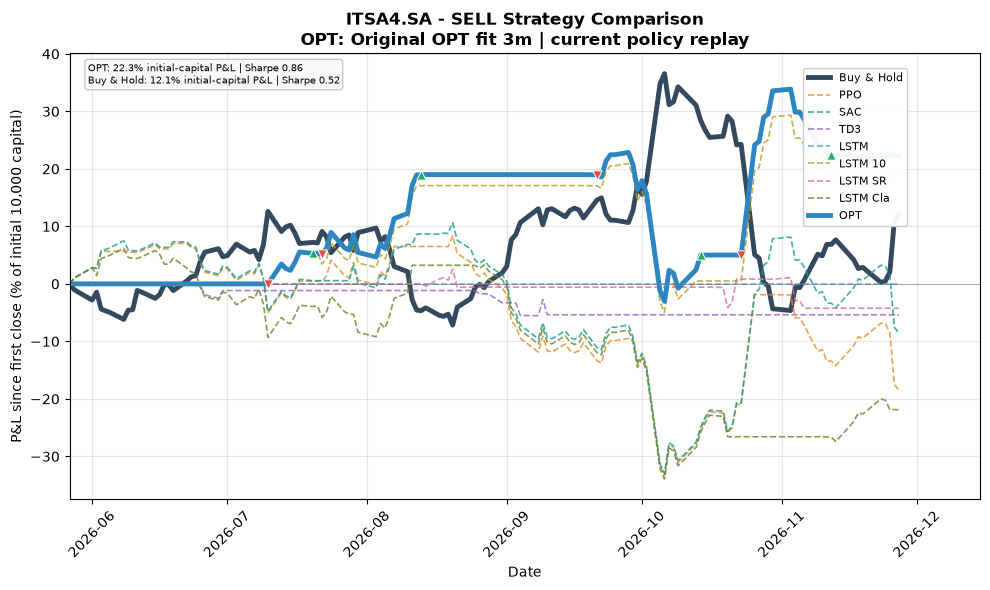 ITSA4.SA - SELL Strategy Comparison
OPT: Original OPT fit 3m | current policy replay
OPT: 22.3% initial-capital P&L | Sharpe 0.86
Buy & Hold: 12.1% initial-capital P&L | Sharpe 0.52
Buy & Hold
PPO
SAC
TD3
LSTM
LSTM 10
LSTM SR
LSTM Cla
OPT
P&L since first close (% of initial 10,000 capital)
40
30
20
10
0
−10
−20
−30
2026-06
2026-07
2026-08
2026-09
2026-10
2026-11
2026-12
Date